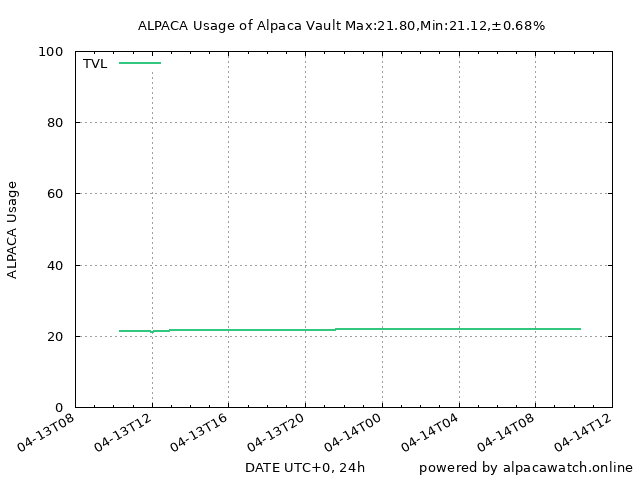 ALPACA Usage of Alpaca Vault Max:21.80,Min:21.12,±0.68%
100
TVL
80
60
ALPACA Usage
40
20
0
04-13T08 04-13T12 04-13T16 04-13T20 04-14T00 04-14T04 04-14T08 04-14T12
DATE UTC+0, 24h powered by alpacawatch.online